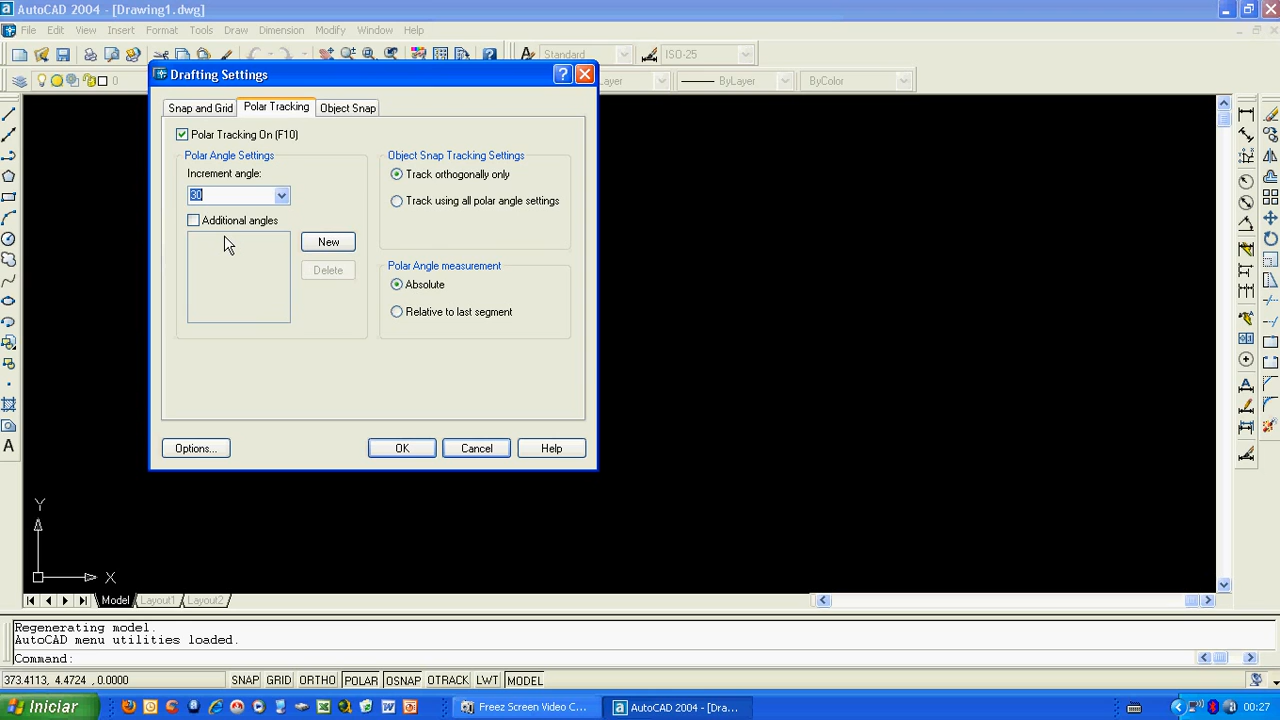 AutoCAD 2004 - [Drawing1.dwg]
File Edit View Insert Format Tools Draw Dimension Modify Window Help
Standard ISO-25
0 Layer ByLayer ByColor
Drafting Settings
Snap and Grid Polar Tracking Object Snap
Polar Tracking On (F10)
Polar Angle Settings
Increment angle:
30
Additional angles
New
Delete
Object Snap Tracking Settings
Track orthogonally only
Track using all polar angle settings
Polar Angle measurement
Absolute
Relative to last segment
Options... OK Cancel Help
Y
X
Model Layout1 Layout2
Regenerating model.
AutoCAD menu utilities loaded.
Command:
373.4113, 4.4724 , 0.0000 SNAP GRID ORTHO POLAR OSNAP OTRACK LWT MODEL
Iniciar Freez Screen Video C... AutoCAD 2004 - [Dra... 00:27